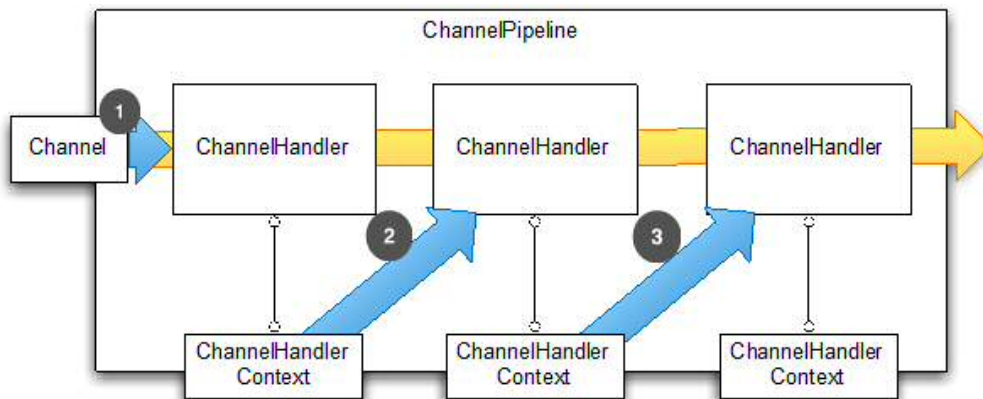 ChannelPipeline
1
Channel
ChannelHandler
ChannelHandler
ChannelHandler
2
3
ChannelHandler
Context
ChannelHandler
Context
ChannelHandler
Context